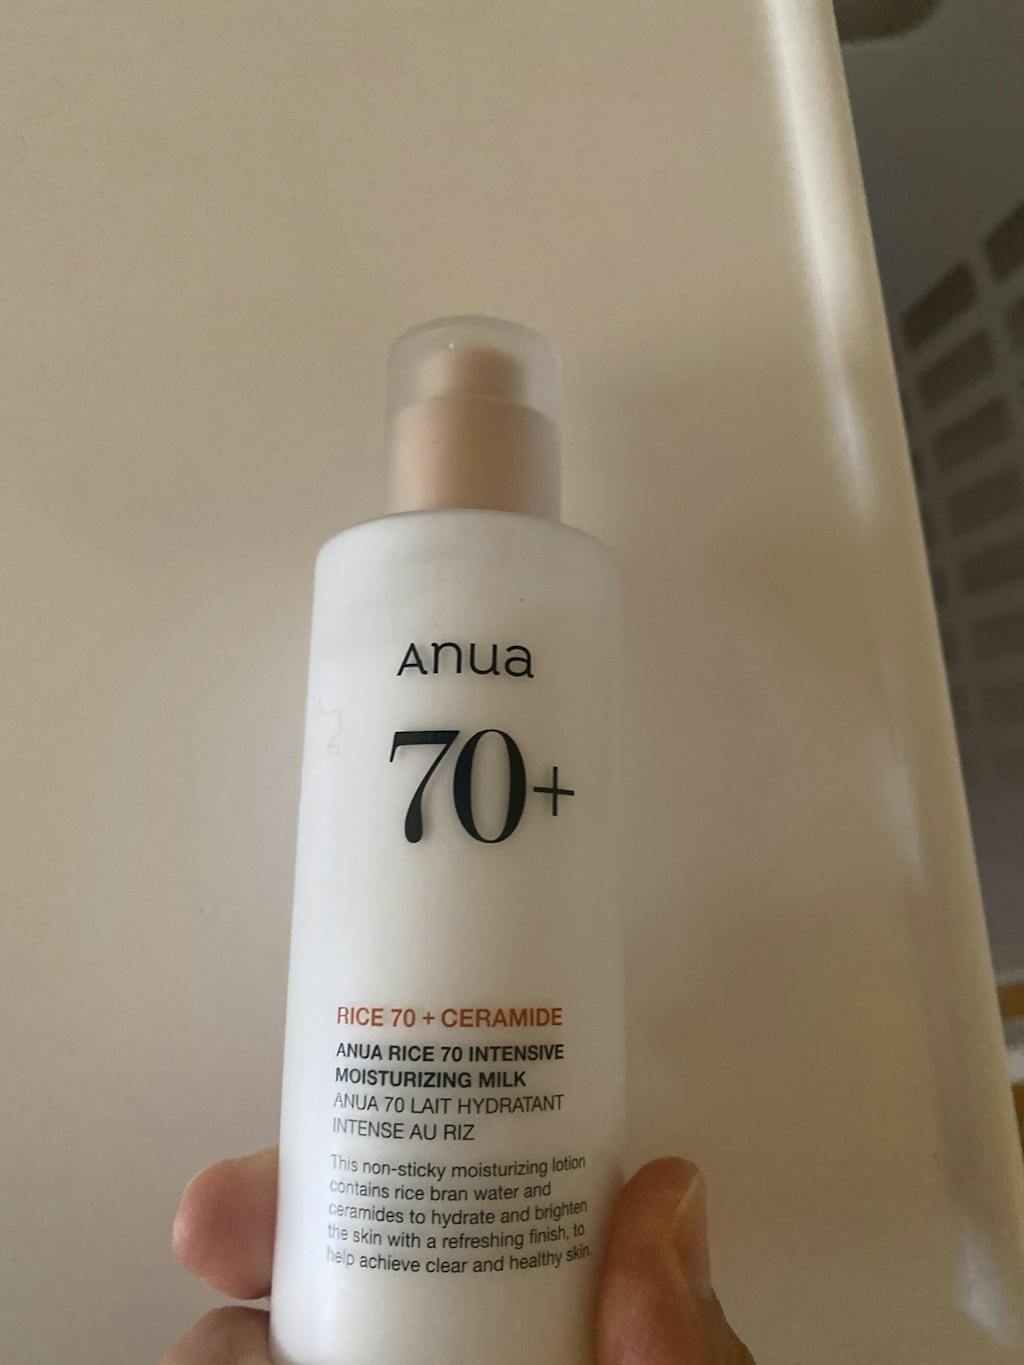 Anua
70+
RICE 70 + CERAMIDE
ANUA RICE 70 INTENSIVE
MOISTURIZING MILK
ANUA 70 LAIT HYDRATANT
INTENSE AU RIZ
This non-sticky moisturizing lotion
contains rice bran water and
ceramides to hydrate and brighten
the skin with a refreshing finish, to
help achieve clear and healthy skin.